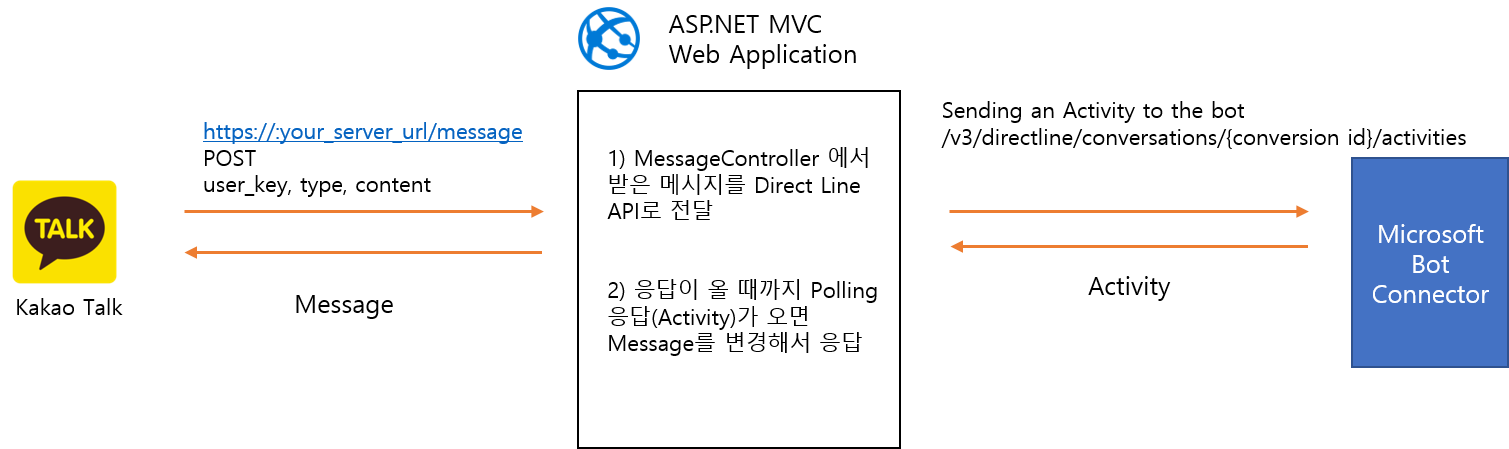 ASP.NET MVC
Web Application
https://:your_server_url/message
POST
user_key, type, content
TALK
Kakao Talk
Message
1) MessageController 에서
받은 메시지를 Direct Line
API로 전달
2) 응답이 올 때까지 Polling
응답(Activity)가 오면
Message를 변경해서 응답
Sending an Activity to the bot
/v3/directline/conversations/{conversion id}/activities
Activity
Microsoft
Bot
Connector